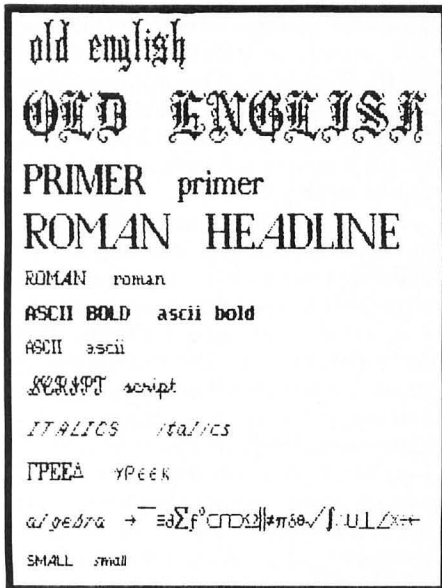 old english
OLD ENGLISH
PRIMER primer
ROMAN HEADLINE
ROMAN roman
ASCII BOLD ascii bold
ASCII ascii
SCRIPT script
ITALICS italics
ΓΡΕΕΔ γρεεκ
algebra
SMALL small